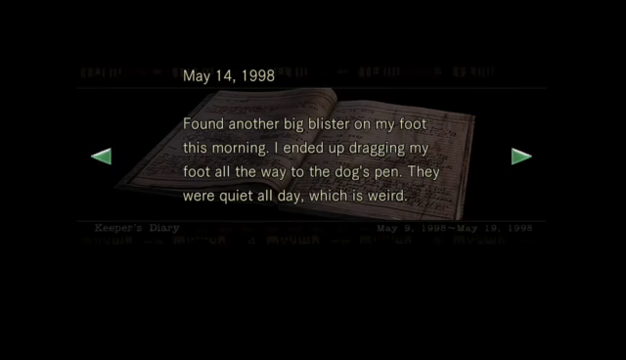 May 14, 1998
Found another big blister on my foot
this morning. I ended up dragging my
foot all the way to the dog's pen. They
were quiet all day, which is weird.
Keeper's Diary May 9, 1998~May 19, 1998